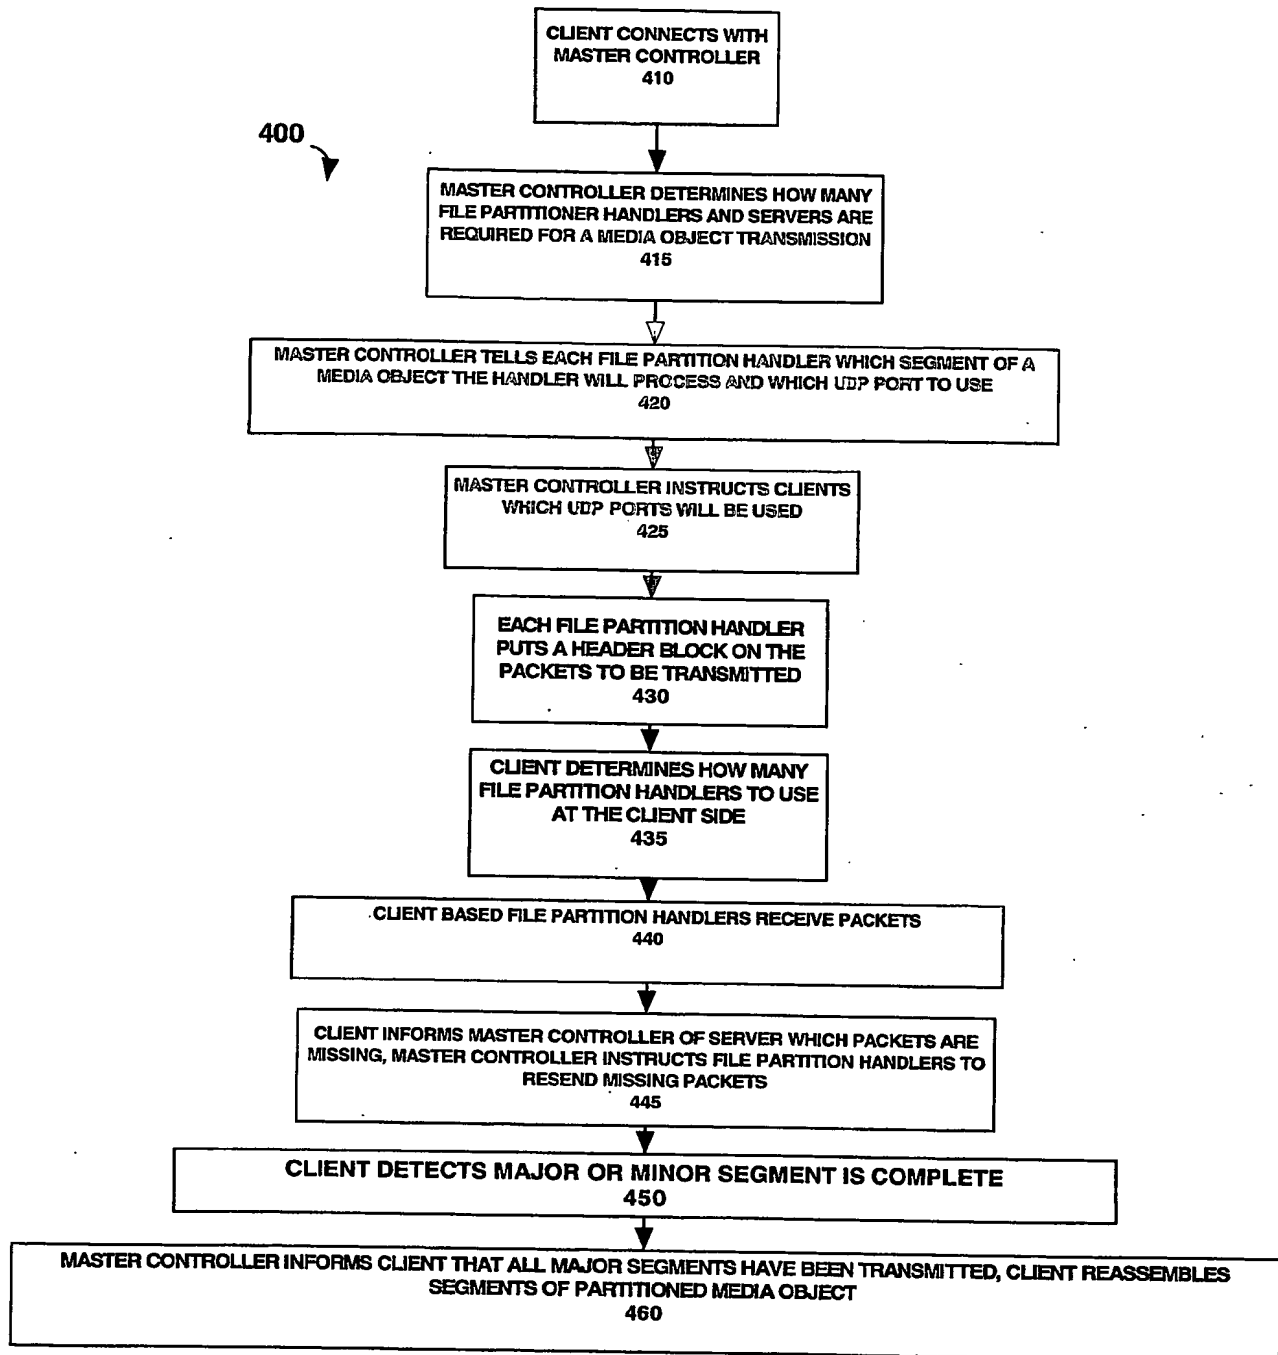 CLIENT CONNECTS WITH
MASTER CONTROLLER
410
400
MASTER CONTROLLER DETERMINES HOW MANY
FILE PARTITIONER HANDLERS AND SERVERS ARE
REQUIRED FOR A MEDIA OBJECT TRANSMISSION
415
MASTER CONTROLLER TELLS EACH FILE PARTITION HANDLER WHICH SEGMENT OF A
MEDIA OBJECT THE HANDLER WILL PROCESS AND WHICH UDP PORT TO USE
420
MASTER CONTROLLER INSTRUCTS CLIENTS
WHICH UDP PORTS WILL BE USED
425
EACH FILE PARTITION HANDLER
PUTS A HEADER BLOCK ON THE
PACKETS TO BE TRANSMITTED
430
CLIENT DETERMINES HOW MANY
FILE PARTITION HANDLERS TO USE
AT THE CLIENT SIDE
435
CLIENT BASED FILE PARTITION HANDLERS RECEIVE PACKETS
440
CLIENT INFORMS MASTER CONTROLLER OF SERVER WHICH PACKETS ARE
MISSING, MASTER CONTROLLER INSTRUCTS FILE PARTITION HANDLERS TO
RESEND MISSING PACKETS
445
CLIENT DETECTS MAJOR OR MINOR SEGMENT IS COMPLETE
450
MASTER CONTROLLER INFORMS CLIENT THAT ALL MAJOR SEGMENTS HAVE BEEN TRANSMITTED, CLIENT REASSEMBLES
SEGMENTS OF PARTITIONED MEDIA OBJECT
460